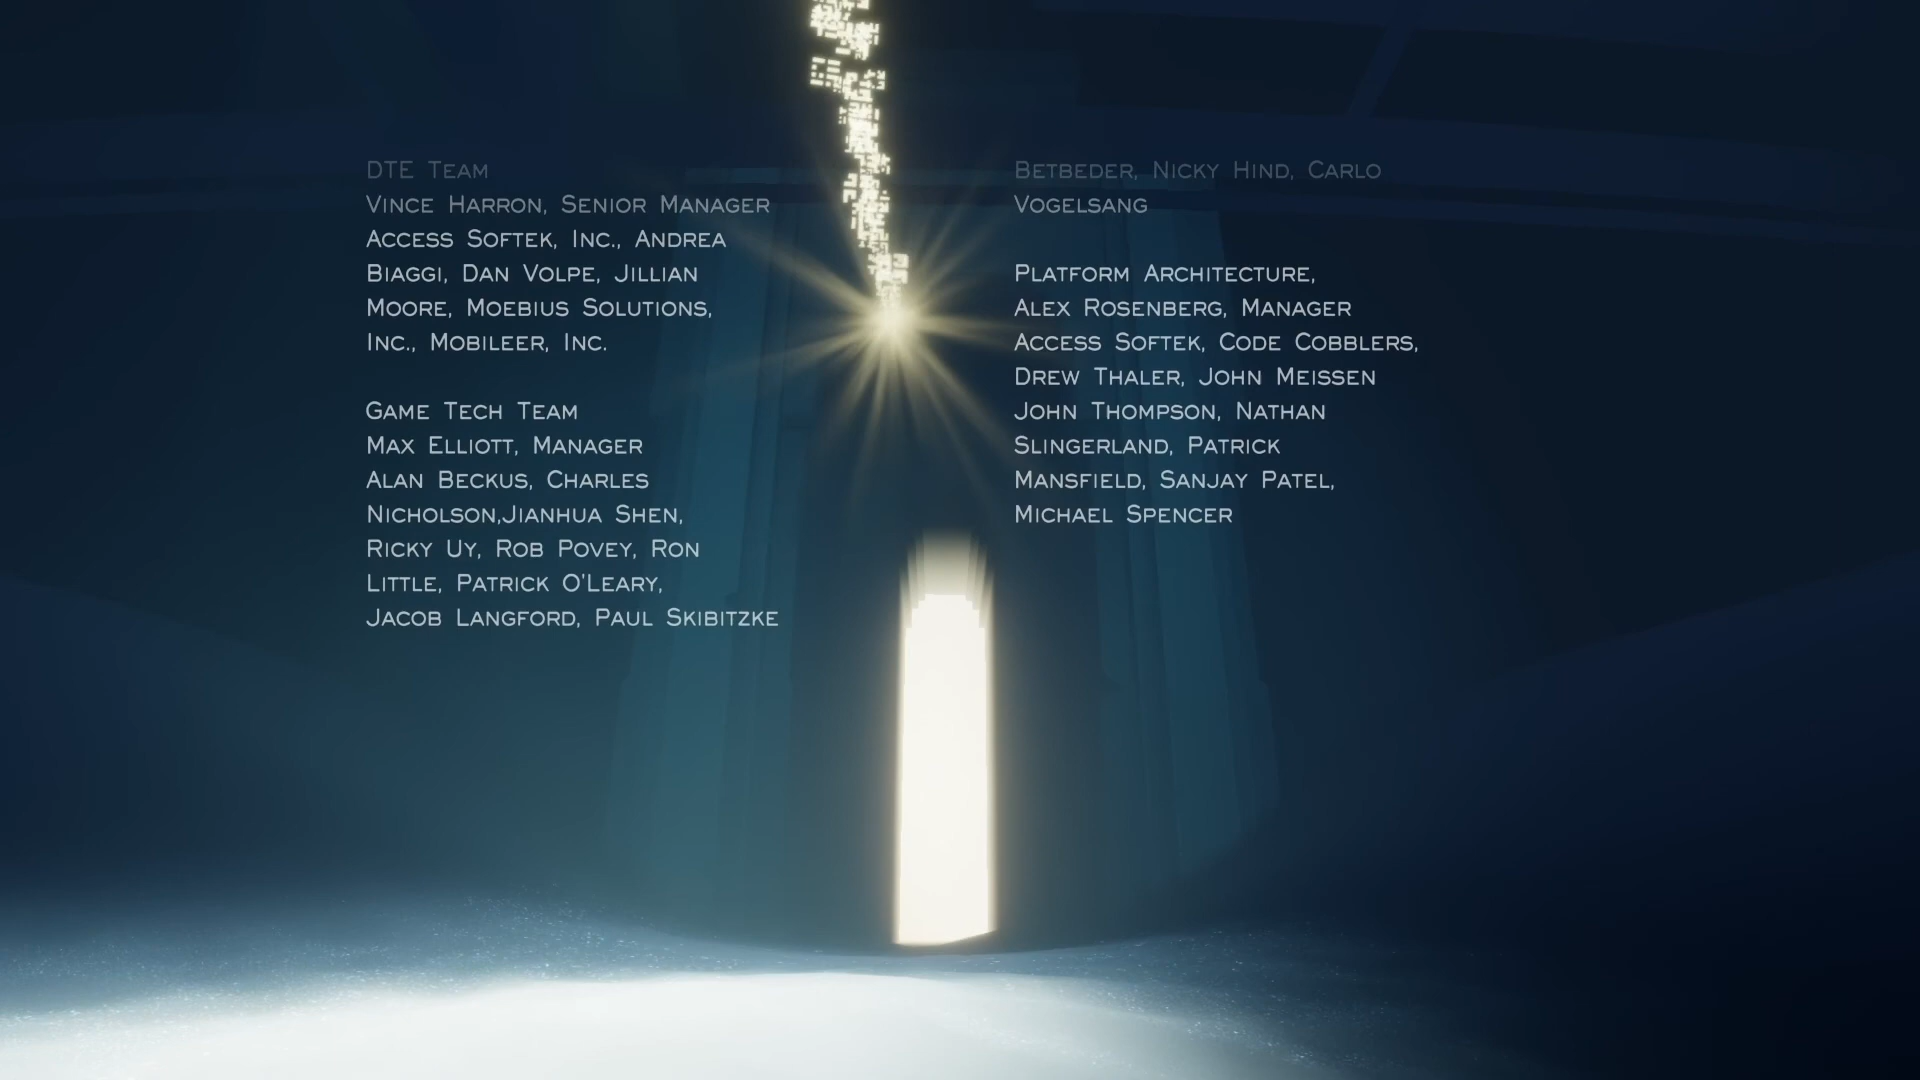 DTE Team
Vince Harron, Senior Manager
Access Softek, Inc., Andrea
Biaggi, Dan Volpe, Jillian
Moore, Moebius Solutions,
Inc., Mobileer, Inc.
Game Tech Team
Max Elliott, Manager
Alan Beckus, Charles
Nicholson,Jianhua Shen,
Ricky Uy, Rob Povey, Ron
Little, Patrick O'Leary,
Jacob Langford, Paul Skibitzke
Betbeder, Nicky Hind, Carlo
Vogelsang
Platform Architecture,
Alex Rosenberg, Manager
Access Softek, Code Cobblers,
Drew Thaler, John Meissen
John Thompson, Nathan
Slingerland, Patrick
Mansfield, Sanjay Patel,
Michael Spencer